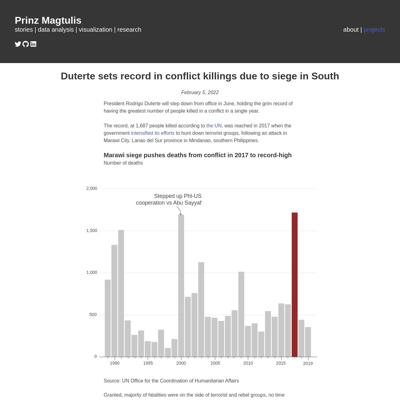 Prinz Magtulis
stories | data analysis | visualization | research
about | projects
Duterte sets record in conflict killings due to siege in South
February 5, 2022
President Rodrigo Duterte will step down from office in June, holding the grim record of
having the greatest number of people killed in a conflict in a single year.
The record, at 1,687 people killed according to the UN, was reached in 2017 when the
government intensified its efforts to hunt down terrorist groups, following an attack in
Marawi City, Lanao del Sur province in Mindanao, southern Philippines.
Marawi siege pushes deaths from conflict in 2017 to record-high
Number of deaths
2,000
Stepped up Phl-US
cooperation vs Abu Sayyaf
1,500
1,000
500
0
1990 1995 2000 2005 2010 2015 2019
Source: UN Office for the Coordination of Humanitarian Affairs
Granted, majority of fatalities were on the side of terrorist and rebel groups, no time